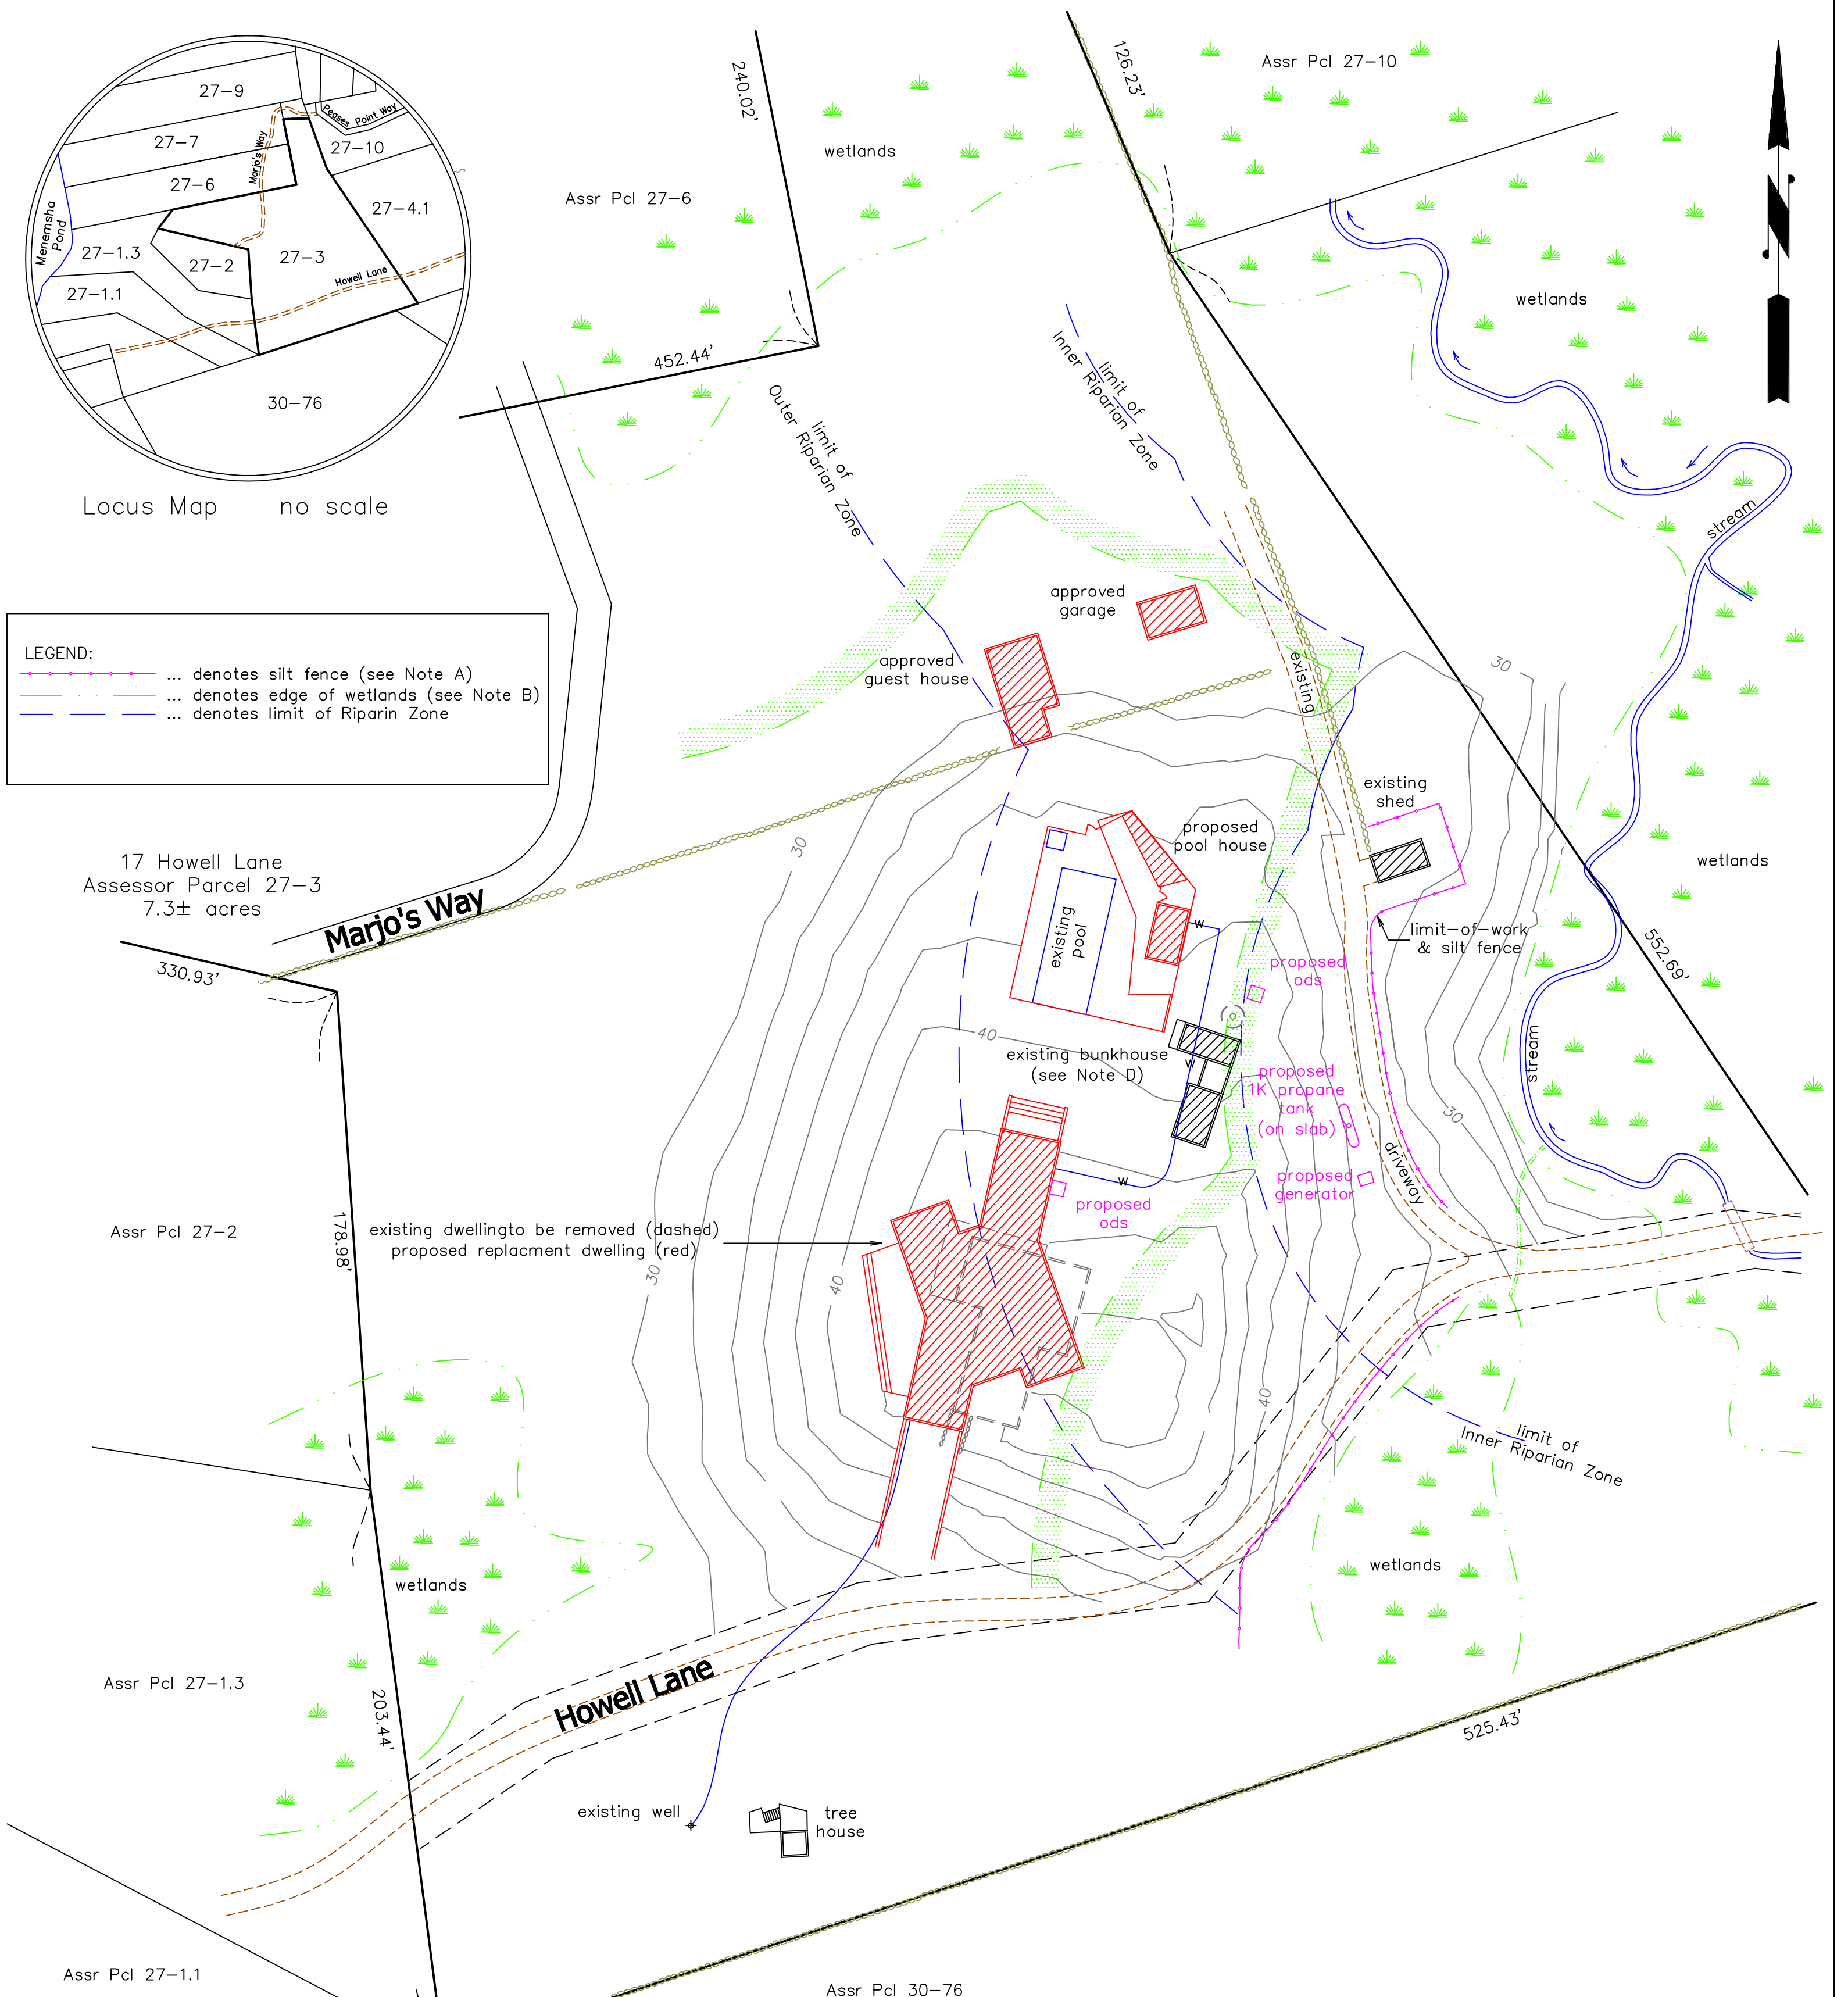 27-9
27-7
27-6
27-10
27-4.1
27-1.3
27-2
27-3
27-1.1
30-76
Peases Point Way
Marjo's Way
Howell Lane
Menemsha
Pond
Locus Map no scale
240.02'
126.23'
Assr Pcl 27-10
wetlands
Assr Pcl 27-6
452.44'
wetlands
limit of
Outer Riparian Zone
limit of
Inner Riparian Zone
stream
LEGEND:
... denotes silt fence (see Note A)
... denotes edge of wetlands (see Note B)
... denotes limit of Riparin Zone
approved
garage
approved
guest house
existing
30
existing
shed
30
proposed
pool house
wetlands
17 Howell Lane
Assessor Parcel 27-3
7.3± acres
Marjo's Way
existing
pool
W
limit-of-work
& silt fence
552.69'
330.93'
proposed
ods
40
existing bunkhouse
(see Note D)
W
stream
proposed
1K propane
tank
(on slab)
30
driveway
proposed
generator
W
proposed
ods
Assr Pcl 27-2
178.98'
existing dwellingto be removed (dashed)
proposed replacment dwelling (red)
30
40
40
limit of
Inner Riparian Zone
wetlands
wetlands
Assr Pcl 27-1.3
203.44'
Howell Lane
525.43'
existing well
tree
house
Assr Pcl 27-1.1
Assr Pcl 30-76